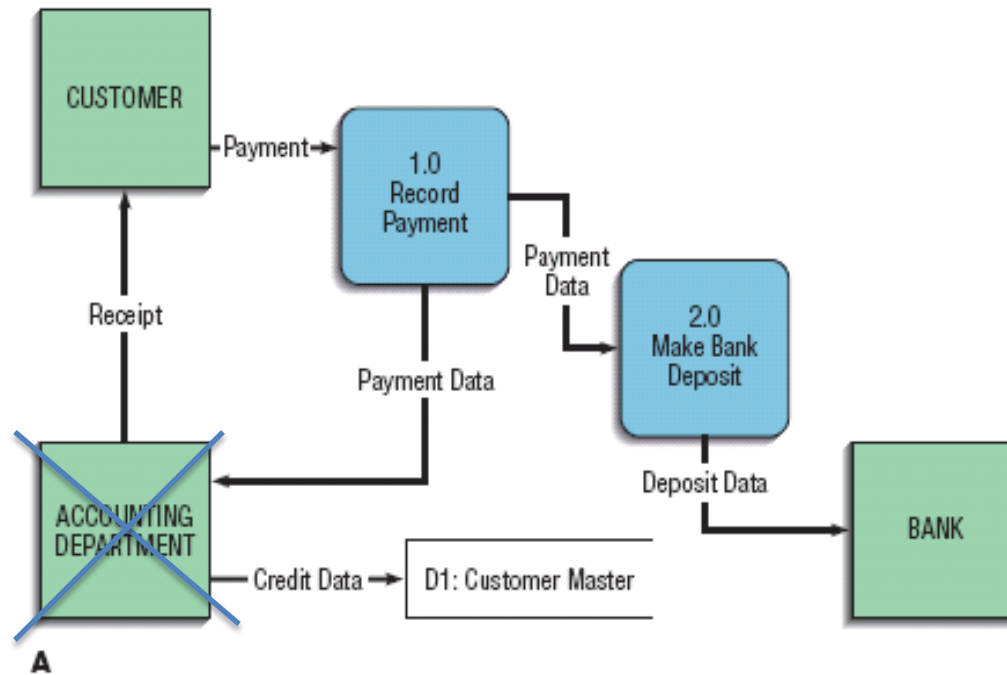 CUSTOMER
Payment
1.0
Record
Payment
Payment
Data
2.0
Make Bank
Deposit
Receipt
Payment Data
Deposit Data
ACCOUNTING
DEPARTMENT
BANK
Credit Data
D1: Customer Master
A